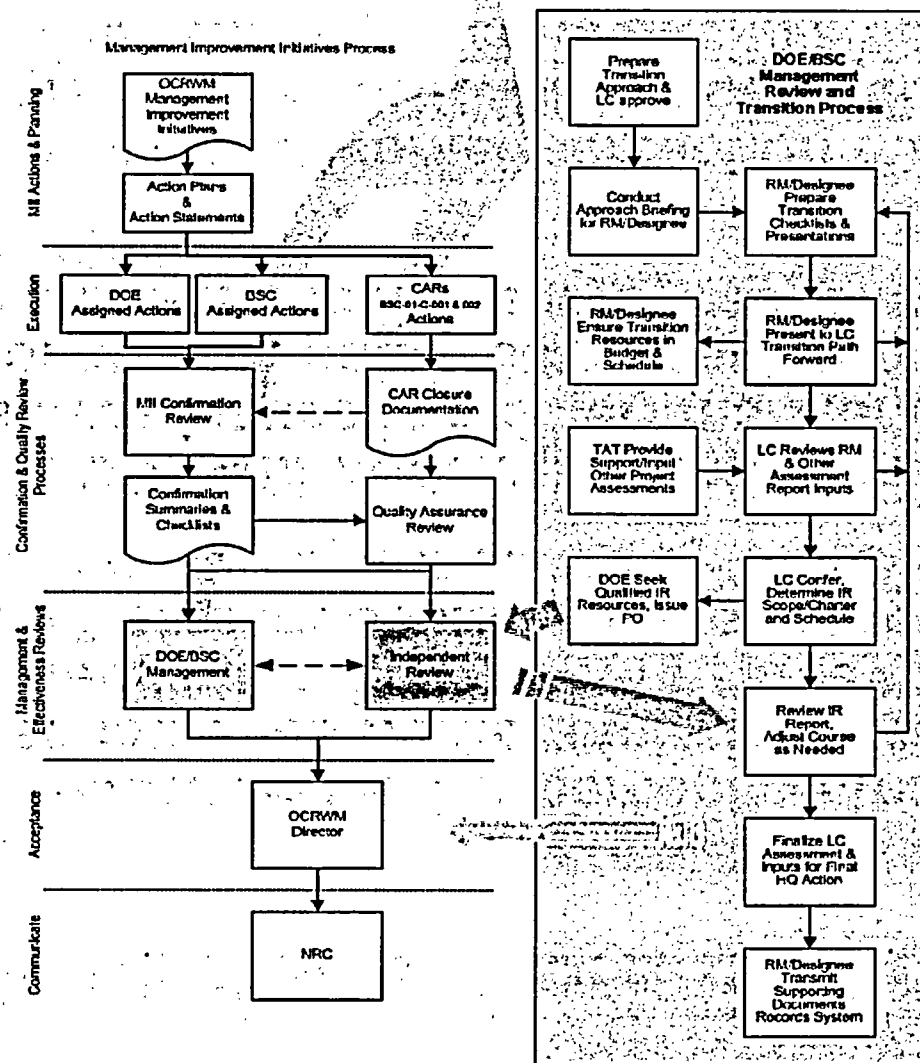 Management Improvement Initiatives Process
MII Actions & Planning
OCRWM
Management
Improvement
Initiatives
Action Plans
&
Action Statements
Execution
DOE
Assigned Actions
BSC
Assigned Actions
CARs
BSC-01-C-001 & 002
Actions
Confirmation & Quality Review
Processes
MII Confirmation
Review
CAR Closure
Documentation
Confirmation
Summaries &
Checklists
Quality Assurance
Review
Management &
Effectiveness Reviews
DOE/BSC
Management
Independent
Review
Acceptance
OCRWM
Director
Communicate
NRC
DOE/BSC
Management
Review and
Transition Process
Prepare
Transition
Approach &
LC approve
Conduct
Approach Briefing
for RM/Designee
RM/Designee
Prepare
Transition
Checklists &
Presentations
RM/Designee
Ensure Transition
Resources in
Budget &
Schedule
RM/Designee
Present to LC
Transition Path
Forward
TAT Provide
Support/Input
Other Project
Assessments
LC Reviews RM
& Other
Assessment
Report Inputs
DOE Seek
Qualified IR
Resources, Issue
PO
LC Confer,
Determine IR
Scope/Charter
and Schedule
Review IR
Report,
Adjust Course
as Needed
Finalize LC
Assessment &
Inputs for Final
HQ Action
RM/Designee
Transmit
Supporting
Documents
Records System